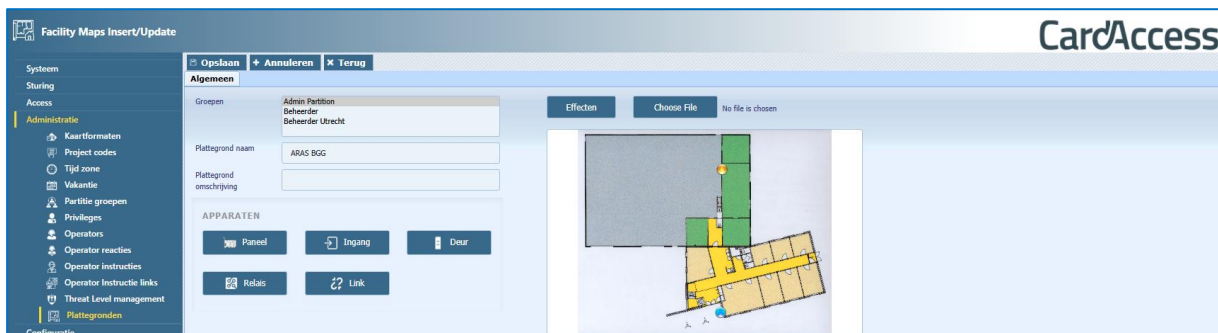 Facility Maps Insert/Update
CardAccess
Systeem
Sturing
Access
Administratie
Kaartformaten
Project codes
Tijd zone
Vakantie
Partitie groepen
Privileges
Operators
Operator reacties
Operator instructies
Operator Instructie links
Threat Level management
Plattegronden
Configuratie
Opslaan + Annuleren × Terug
Algemeen
Groepen
Admin Partition
Beheerder
Beheerder Utrecht
Plattegrond naam
ARAS BGG
Plattegrond
omschrijving
APPARATEN
Paneel Ingang Deur
Relais Link
Effecten Choose File No file is chosen